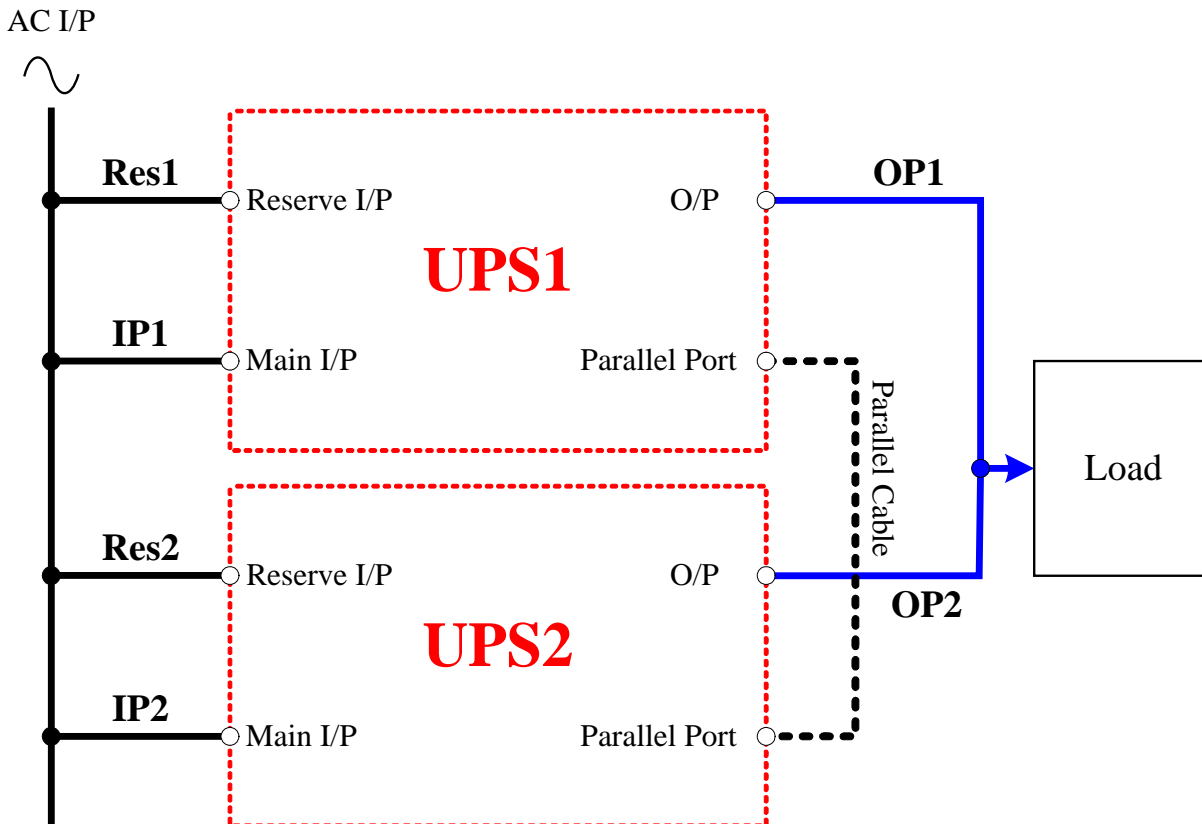 AC I/P
Res1
Reserve I/P
O/P
OP1
UPS1
IP1
Main I/P
Parallel Port
Parallel Cable
Load
Res2
Reserve I/P
O/P
OP2
UPS2
IP2
Main I/P
Parallel Port